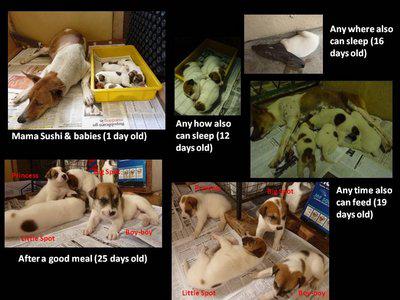 Mama Sushi & babies (1 day old)
Any how also
can sleep (12
days old)
Any where also
can sleep (16
days old)
Any time also
can feed (19
days old)
Princess
Big Spot
Little Spot
Boy-boy
After a good meal (25 days old)
Princess
Big Spot
Little Spot
Boy-boy